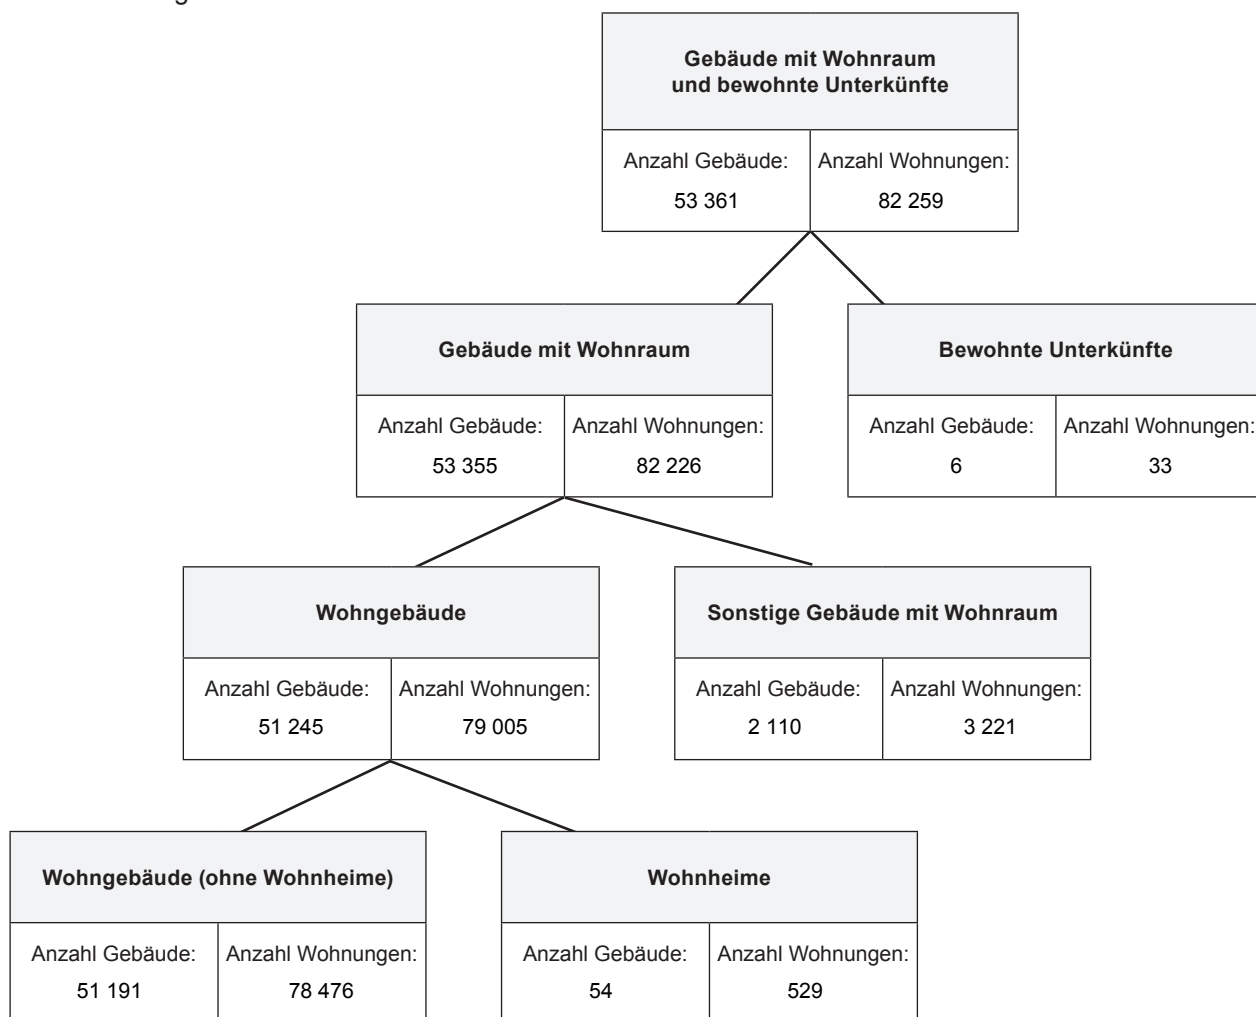 Gebäude mit Wohnraum
und bewohnte Unterkünfte
Anzahl Gebäude: Anzahl Wohnungen:
53 361 82 259
Gebäude mit Wohnraum Bewohnte Unterkünfte
Anzahl Gebäude: Anzahl Wohnungen: Anzahl Gebäude: Anzahl Wohnungen:
53 355 82 226 6 33
Wohngebäude Sonstige Gebäude mit Wohnraum
Anzahl Gebäude: Anzahl Wohnungen: Anzahl Gebäude: Anzahl Wohnungen:
51 245 79 005 2 110 3 221
Wohngebäude (ohne Wohnheime) Wohnheime
Anzahl Gebäude: Anzahl Wohnungen: Anzahl Gebäude: Anzahl Wohnungen:
51 191 78 476 54 529